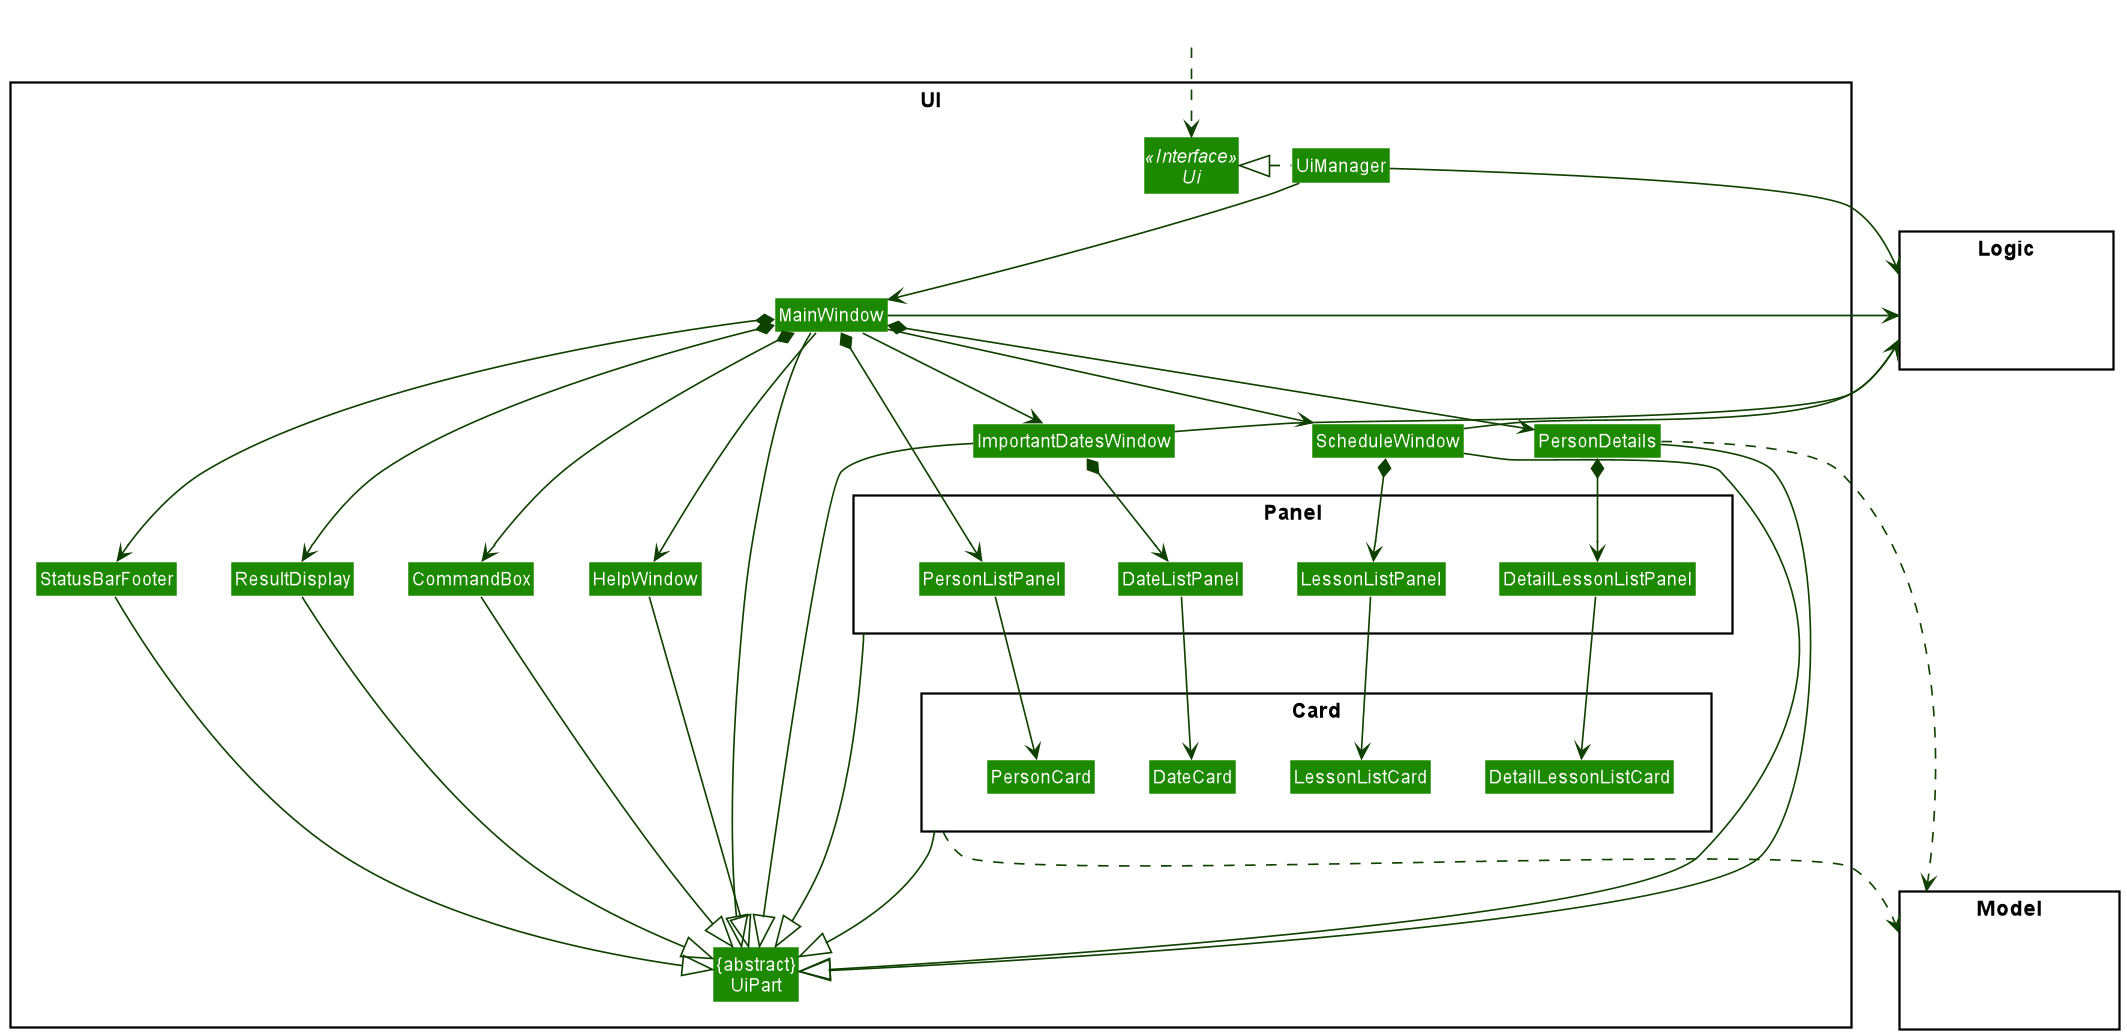 UI
«Interface»
Ui
UiManager
Logic
MainWindow
ImportantDatesWindow
ScheduleWindow
PersonDetails
Panel
StatusBarFooter
ResultDisplay
CommandBox
HelpWindow
PersonListPanel
DateListPanel
LessonListPanel
DetailLessonListPanel
Card
PersonCard
DateCard
LessonListCard
DetailLessonListCard
Model
{abstract}
UiPart